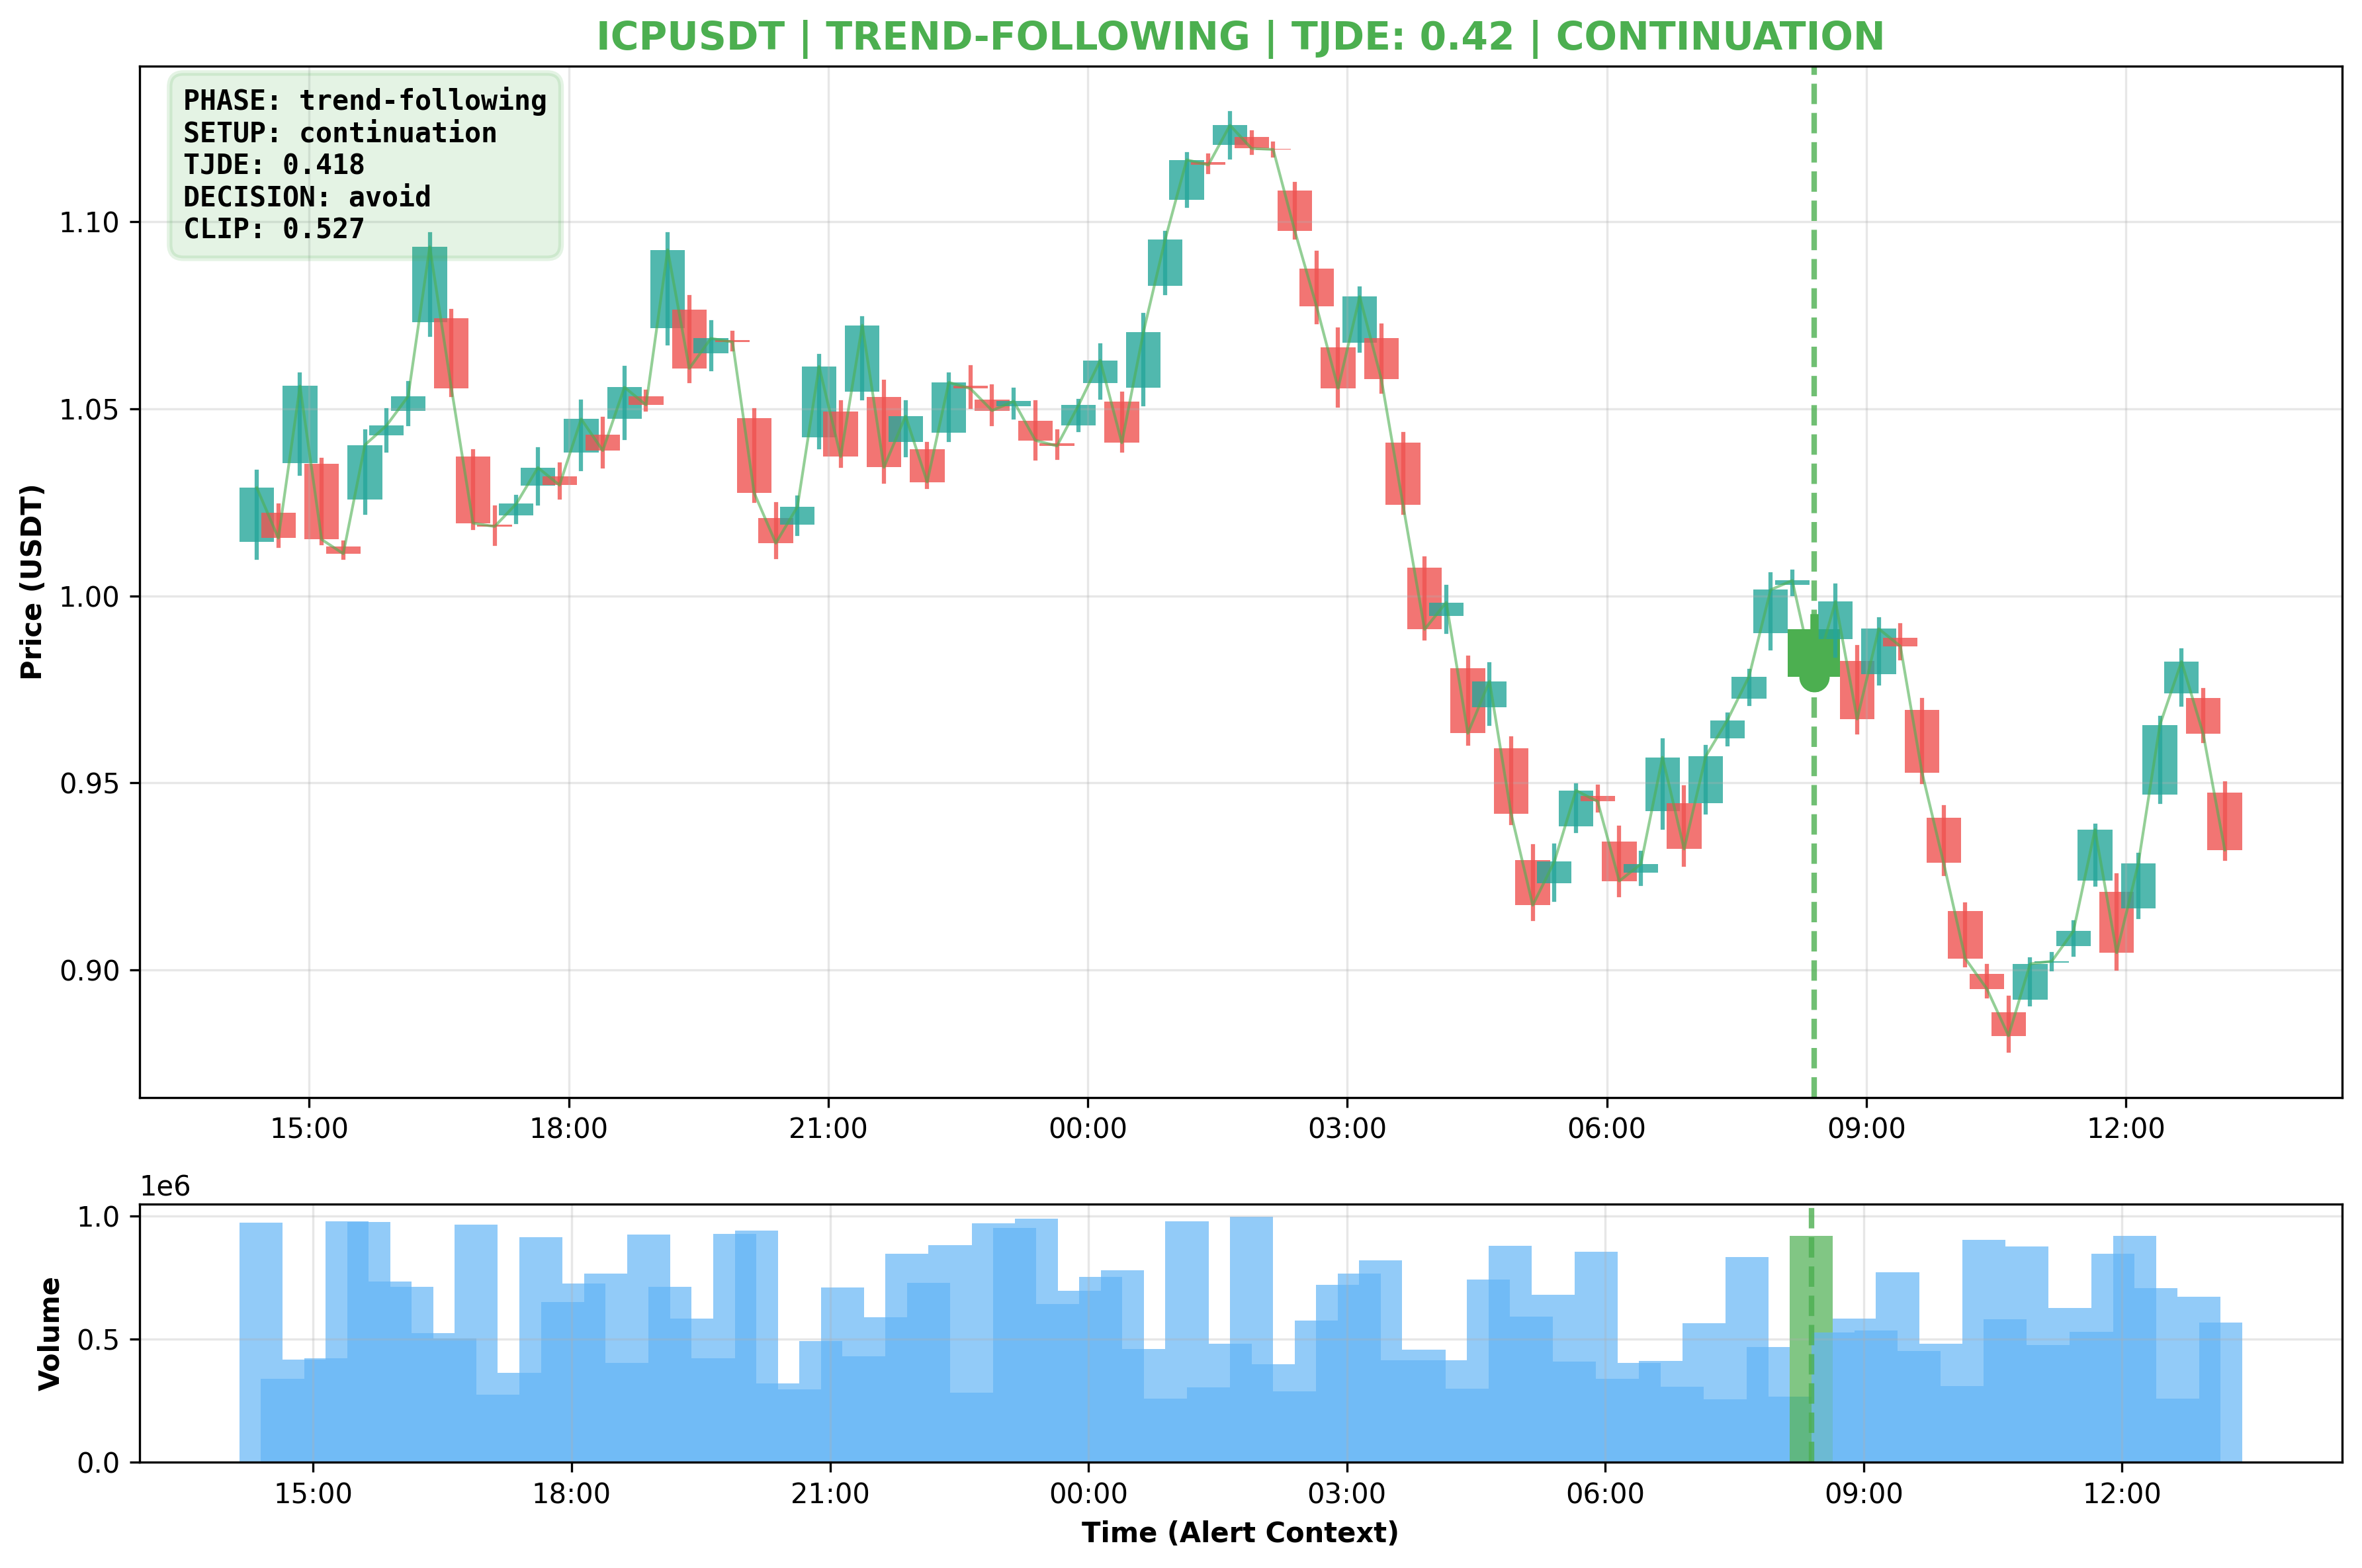 ICPUSDT | TREND-FOLLOWING | TJDE: 0.42 | CONTINUATION
PHASE: trend-following
SETUP: continuation
TJDE: 0.418
DECISION: avoid
CLIP: 0.527
Price (USDT)
1.10
1.05
1.00
0.95
0.90
15:00 18:00 21:00 00:00 03:00 06:00 09:00 12:00
1e6
Volume
1.0
0.5
0.0
15:00 18:00 21:00 00:00 03:00 06:00 09:00 12:00
Time (Alert Context)